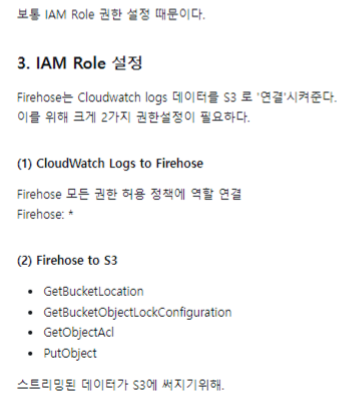 보통 IAM Role 권한 설정 때문이다.
3. IAM Role 설정
Firehose는 Cloudwatch logs 데이터를 S3 로 '연결'시켜준다.
이를 위해 크게 2가지 권한설정이 필요하다.
(1) CloudWatch Logs to Firehose
Firehose 모든 권한 허용 정책에 역할 연결
Firehose: *
(2) Firehose to S3
• GetBucketLocation
• GetBucketObjectLockConfiguration
• GetObjectAcl
• PutObject
스트리밍된 데이터가 S3에 써지기위해.